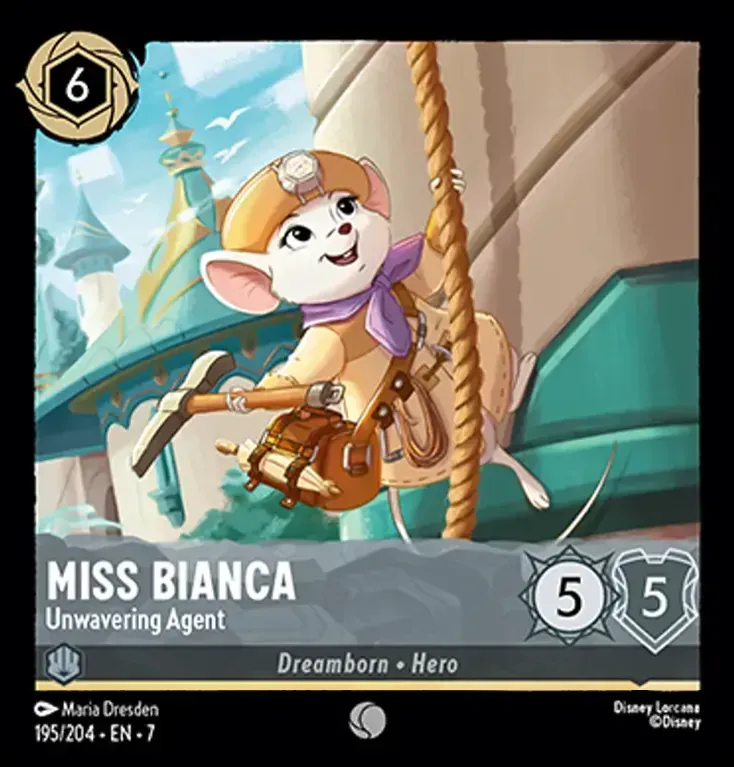 6
MISS BIANCA
Unwavering Agent
5
5
Dreamborn • Hero
Maria Dresden
195/204 • EN • 7
Disney Lorcana
©Disney